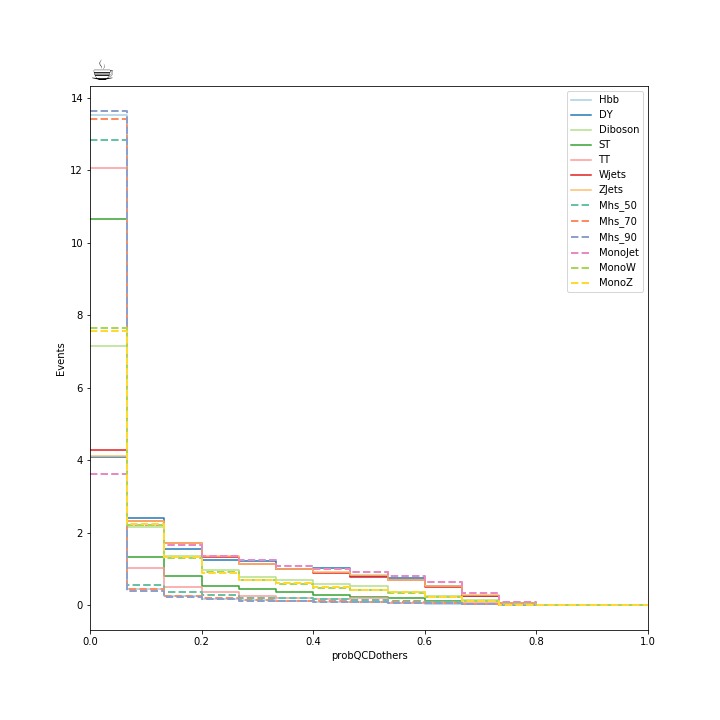 ☕
14
12
10
8
6
4
2
0
Events
0.0 0.2 0.4 0.6 0.8 1.0
probQCDothers
Hbb
DY
Diboson
ST
TT
Wjets
ZJets
Mhs_50
Mhs_70
Mhs_90
MonoJet
MonoW
MonoZ